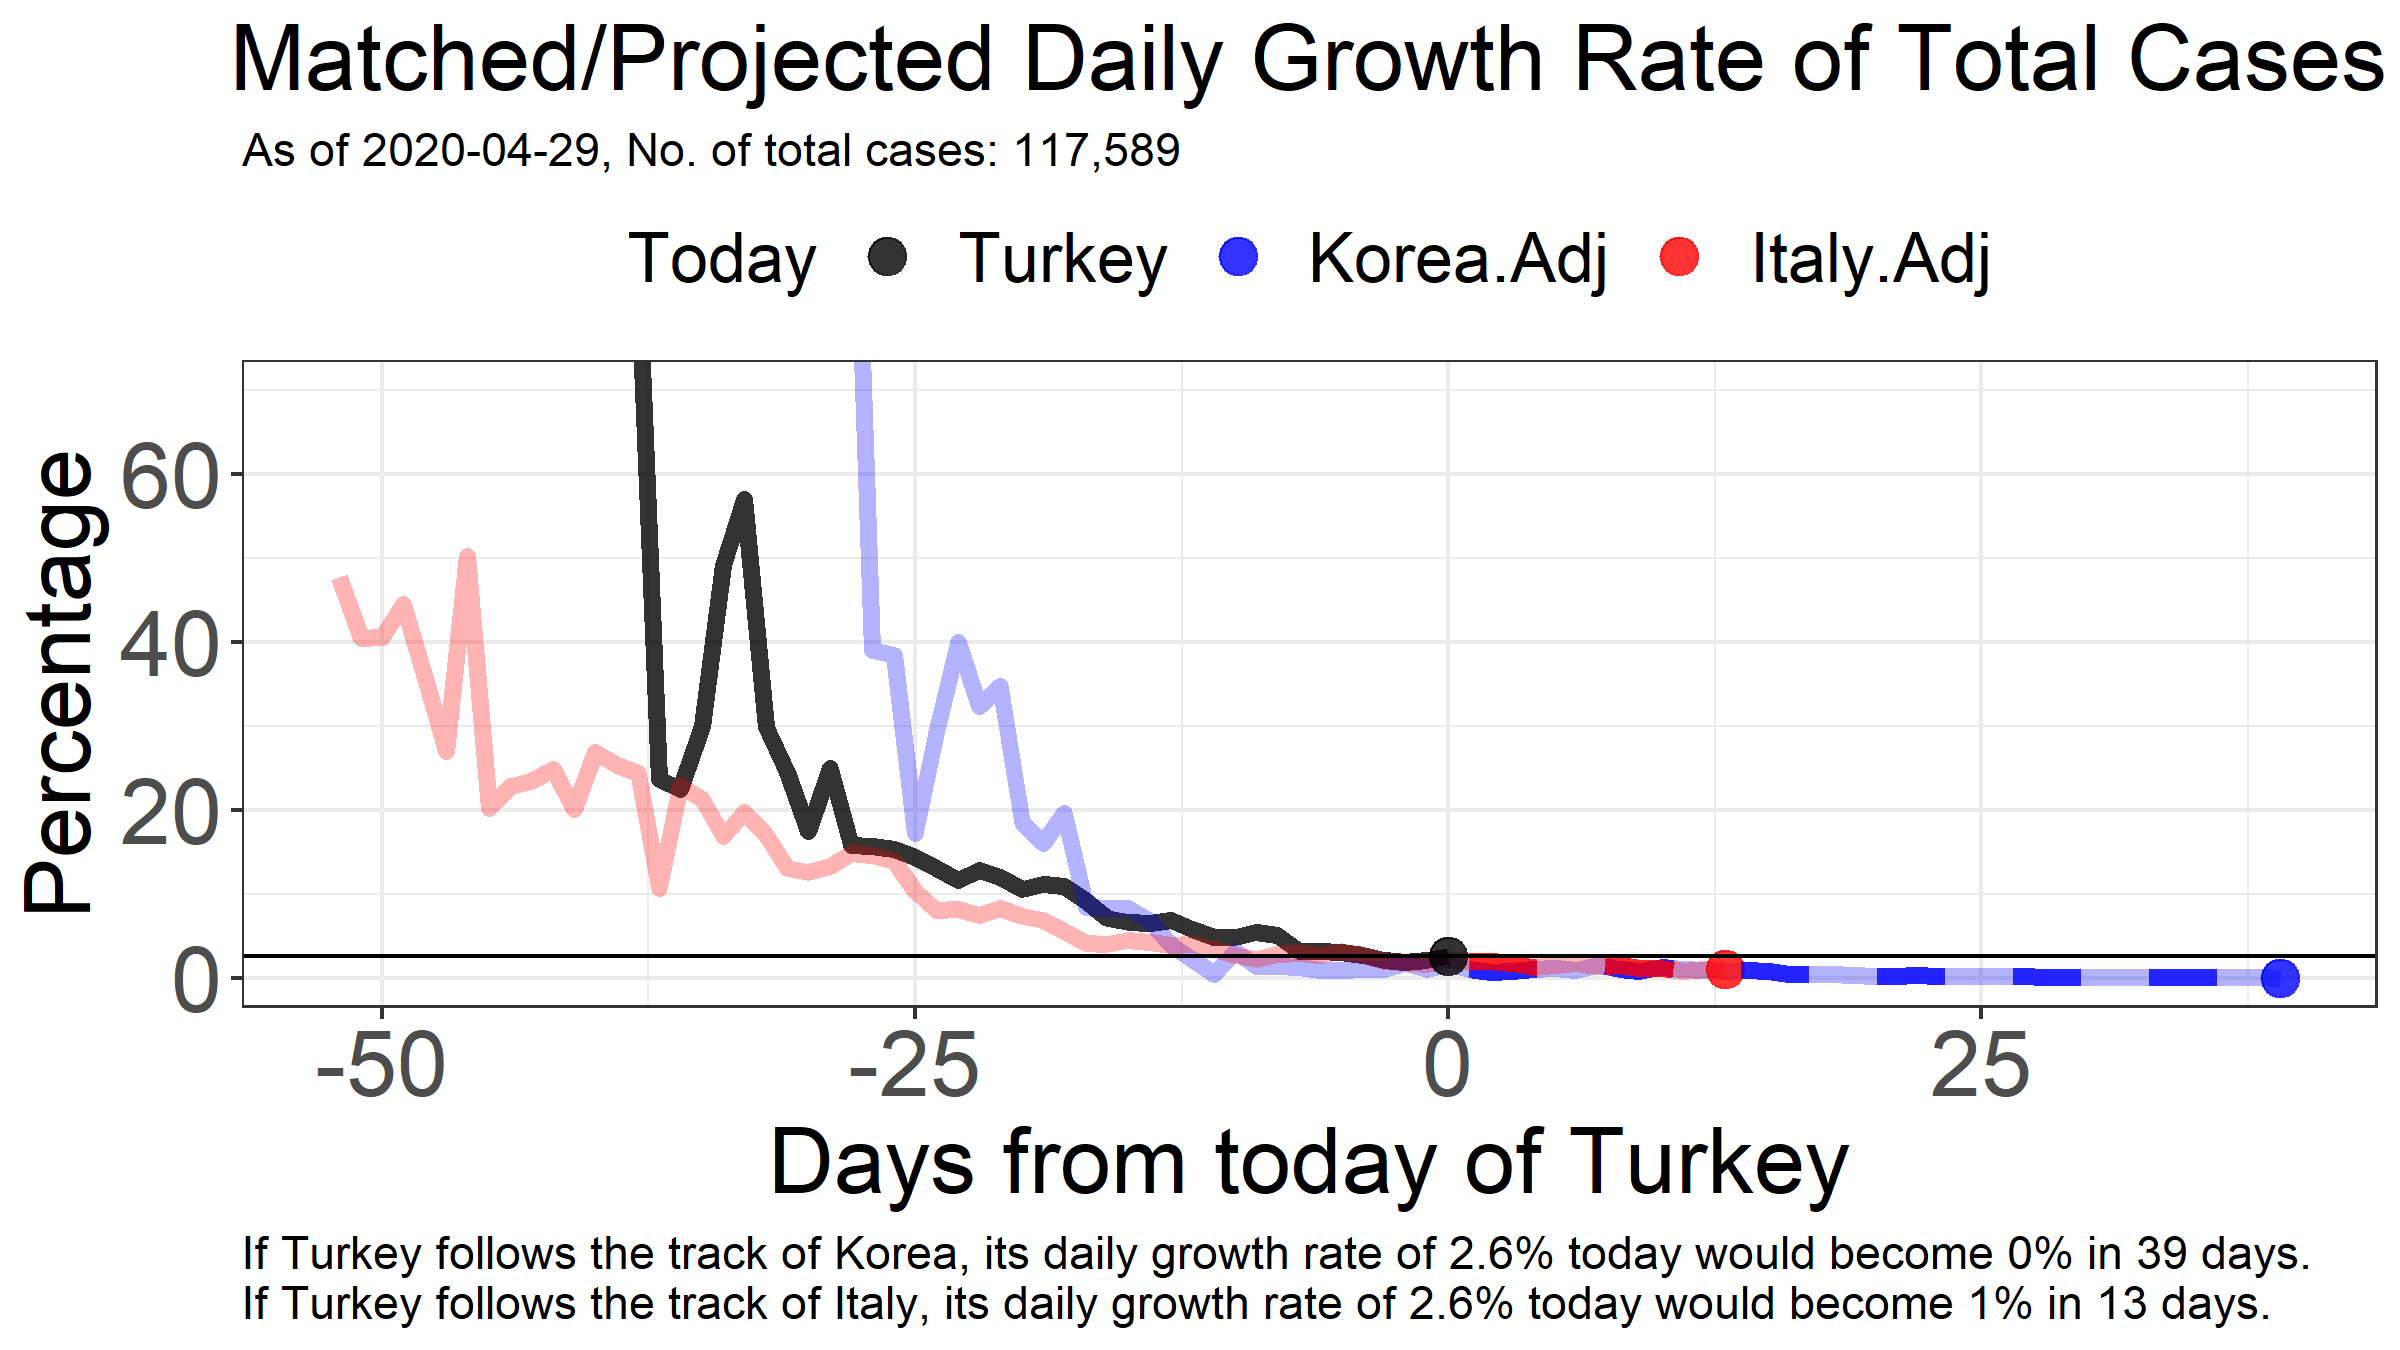 Matched/Projected Daily Growth Rate of Total Cases
As of 2020-04-29, No. of total cases: 117,589
Today Turkey Korea.Adj Italy.Adj
Percentage
60
40
20
0
-50 -25 0 25
Days from today of Turkey
If Turkey follows the track of Korea, its daily growth rate of 2.6% today would become 0% in 39 days.
If Turkey follows the track of Italy, its daily growth rate of 2.6% today would become 1% in 13 days.